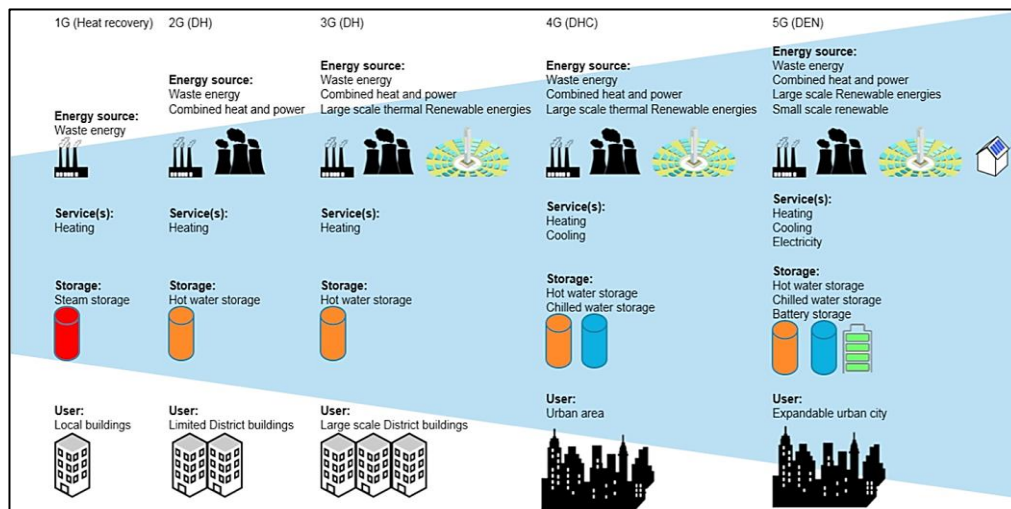 1G (Heat recovery)
Energy source:
Waste energy
Service(s):
Heating
Storage:
Steam storage
User:
Local buildings
2G (DH)
Energy source:
Waste energy
Combined heat and power
Service(s):
Heating
Storage:
Hot water storage
User:
Limited District buildings
3G (DH)
Energy source:
Waste energy
Combined heat and power
Large scale thermal Renewable energies
Service(s):
Heating
Storage:
Hot water storage
User:
Large scale District buildings
4G (DHC)
Energy source:
Waste energy
Combined heat and power
Large scale thermal Renewable energies
Service(s):
Heating
Cooling
Storage:
Hot water storage
Chilled water storage
User:
Urban area
5G (DEN)
Energy source:
Waste energy
Combined heat and power
Large scale Renewable energies
Small scale renewable
Service(s):
Heating
Cooling
Electricity
Storage:
Hot water storage
Chilled water storage
Battery storage
User:
Expandable urban city